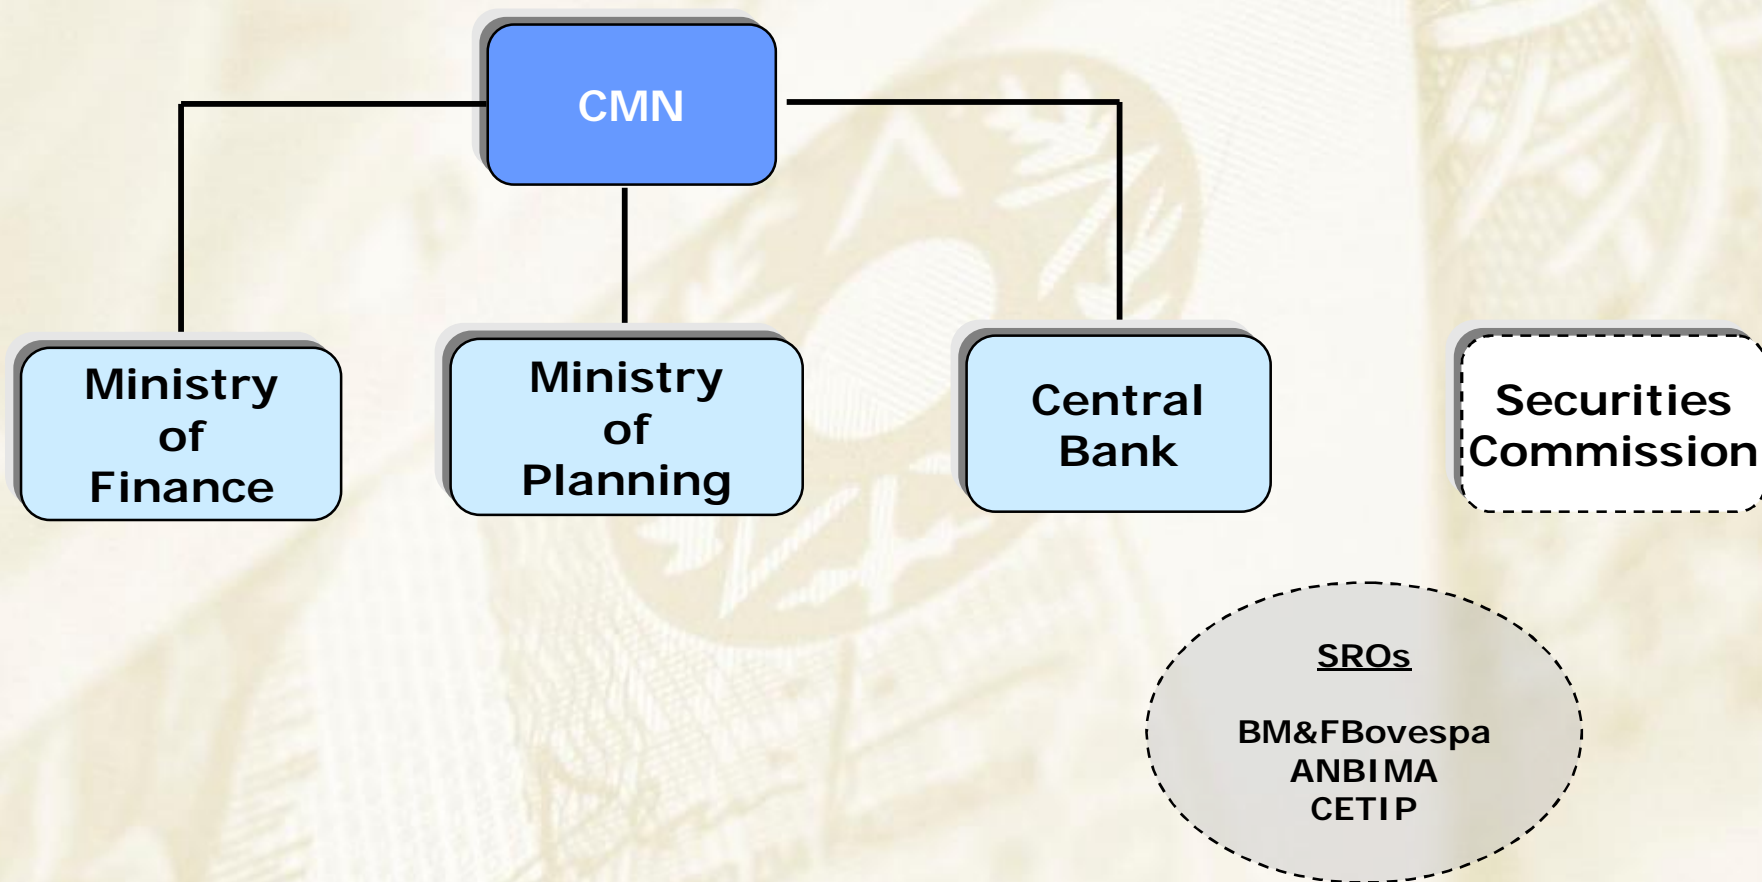 CMN
Ministry
of
Finance
Ministry
of
Planning
Central
Bank
Securities
Commission
SROs
BM&FBovespa
ANBIMA
CETIP